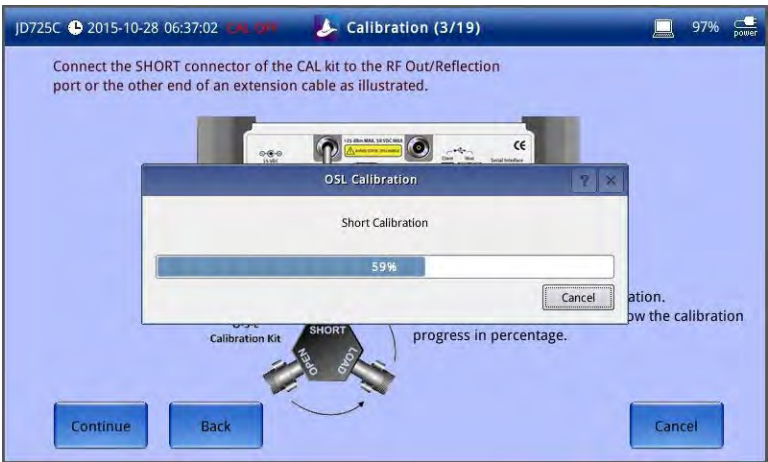 JD725C 2015-10-28 06:37:02 CAL OFF Calibration (3/19) 97% power
Connect the SHORT connector of the CAL kit to the RF Out/Reflection
port or the other end of an extension cable as illustrated.
CE
OSL Calibration ? ×
Short Calibration
59%
Cancel
ation.
ow the calibration
progress in percentage.
Calibration Kit
SHORT
OPEN
LOAD
Continue Back Cancel